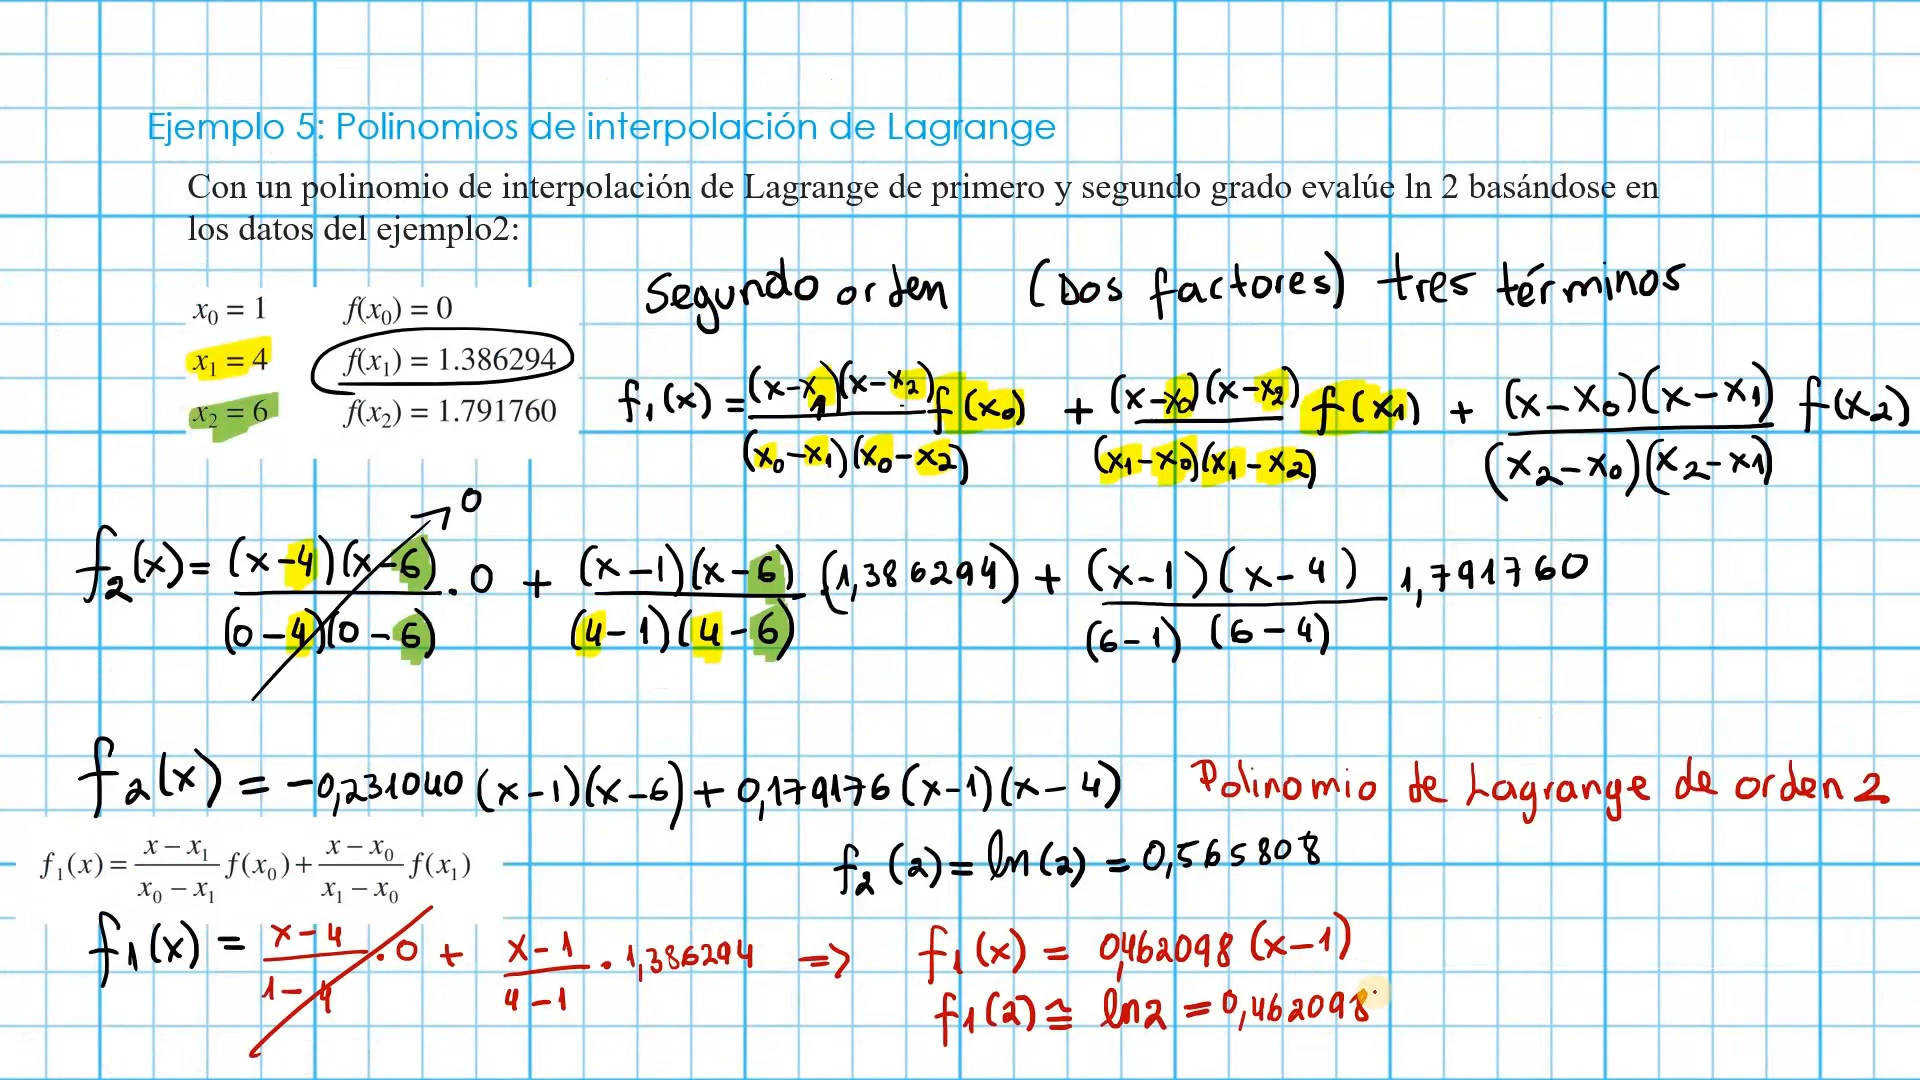 Ejemplo 5: Polinomios de interpolación de Lagrange
Con un polinomio de interpolación de Lagrange de primero y segundo grado evalúe ln 2 basándose en
los datos del ejemplo2:
Segundo orden (Dos factores) tres términos
x₀ = 1 f(x₀) = 0
x₁ = 4 f(x₁) = 1.386294
x₂ = 6 f(x₂) = 1.791760
f₁(x) = (x-x₁)(x-x₂)/(x₀-x₁)(x₀-x₂) f(x₀) + (x-x₀)(x-x₂)/(x₁-x₀)(x₁-x₂) f(x₁) + (x-x₀)(x-x₁)/(x₂-x₀)(x₂-x₁) f(x₂)
0
f₂(x) = (x-4)(x-6)/(0-4)(0-6) . 0 + (x-1)(x-6)/(4-1)(4-6) (1,386294) + (x-1)(x-4)/(6-1)(6-4) 1,791760
f₂(x) = -0,231040 (x-1)(x-6) + 0,179176 (x-1)(x-4) Polinomio de Lagrange de orden 2
f₁(x) = x - x₁/x₀ - x₁ f(x₀) + x - x₀/x₁ - x₀ f(x₁)
f₂(2) = ln(2) = 0,565808
f₁(x) = x-4/1-4 . 0 + x-1/4-1 . 1,386294 => f₁(x) = 0,462098 (x-1)
f₁(2) ≅ ln2 = 0,462098